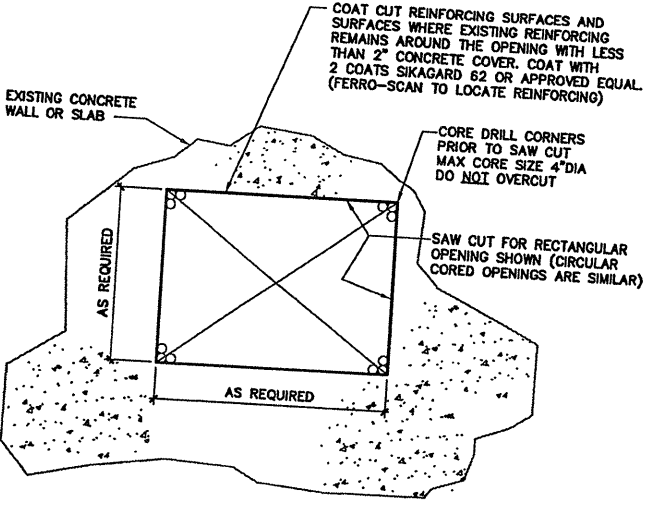 COAT CUT REINFORCING SURFACES AND
SURFACES WHERE EXISTING REINFORCING
REMAINS AROUND THE OPENING WITH LESS
THAN 2" CONCRETE COVER. COAT WITH
2 COATS SIKAGARD 62 OR APPROVED EQUAL.
(FERRO-SCAN TO LOCATE REINFORCING)
EXISTING CONCRETE
WALL OR SLAB
CORE DRILL CORNERS
PRIOR TO SAW CUT
MAX CORE SIZE 4"DIA
DO NOT OVERCUT
SAW CUT FOR RECTANGULAR
OPENING SHOWN (CIRCULAR
CORED OPENINGS ARE SIMILAR)
AS REQUIRED
AS REQUIRED